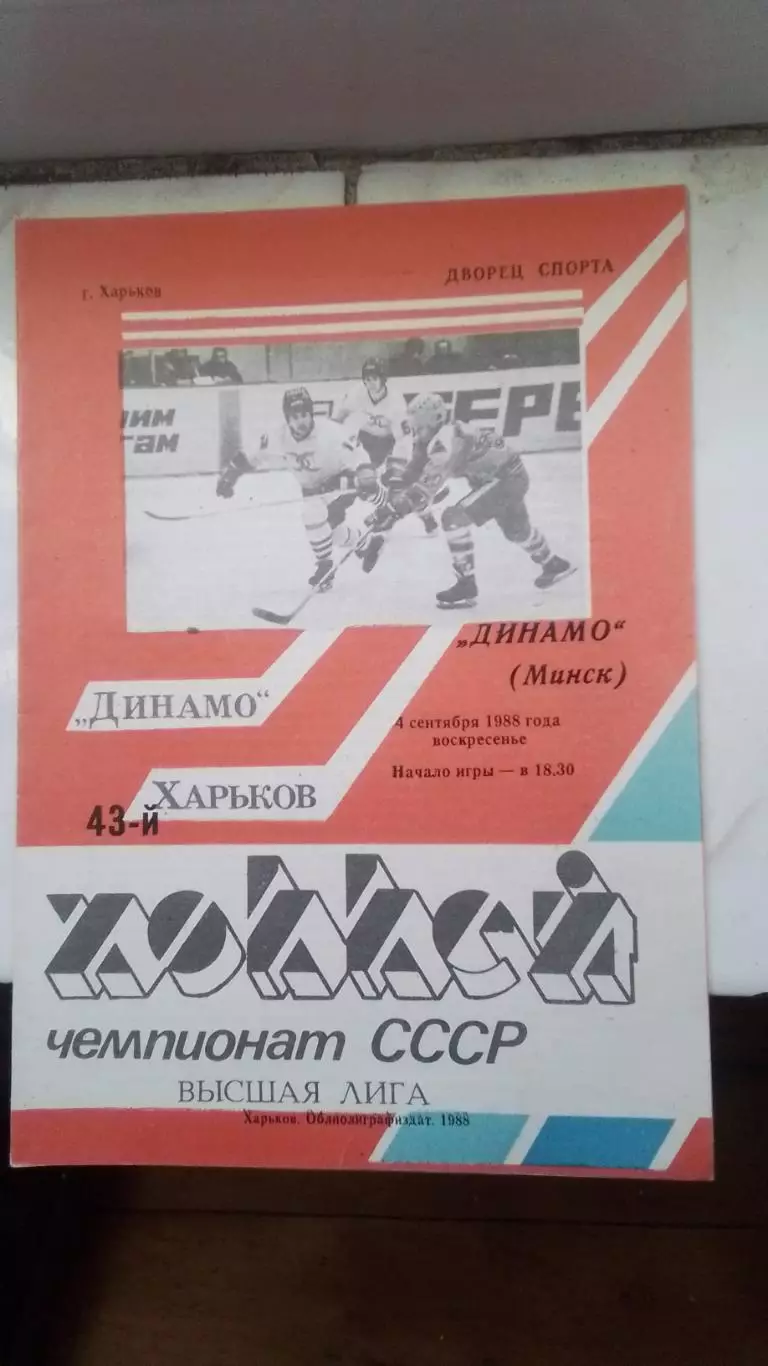 г. Харьков
ДВОРЕЦ СПОРТА
„ДИНАМО“
(Минск)
„ДИНАМО“
4 сентября 1988 года
воскресенье
Начало игры — в 18.30
ХАРЬКОВ
43-й
хоккей
чемпионат СССР
ВЫСШАЯ ЛИГА
Харьков. Облполиграфиздат. 1988